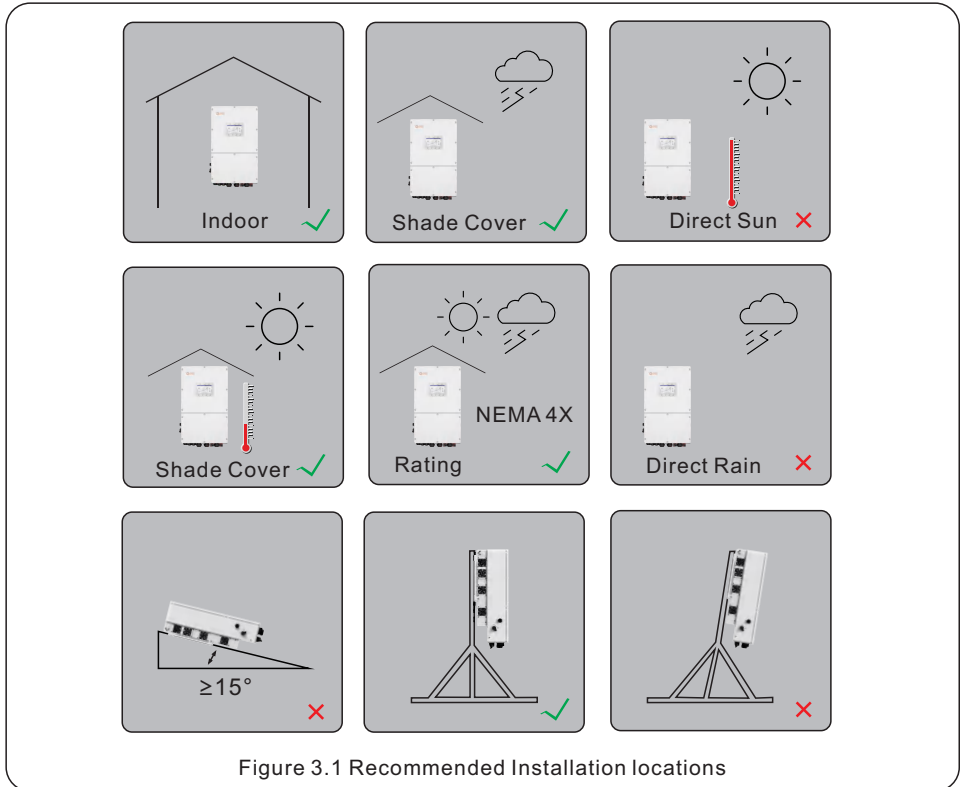 Indoor
Shade Cover
Direct Sun
Shade Cover
NEMA 4X
Rating
Direct Rain
≥15°
Figure 3.1 Recommended Installation locations